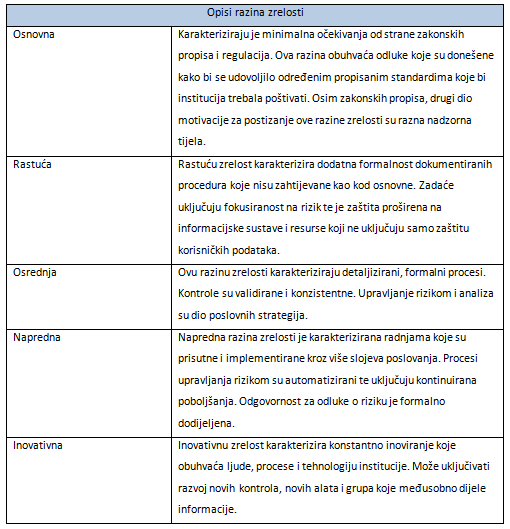 Opisi razina zrelosti
Osnovna
Karakteriziraju je minimalna očekivanja od strane zakonskih
propisa i regulacija. Ova razina obuhvaća odluke koje su donešene
kako bi se udovoljilo određenim propisanim standardima koje bi
institucija trebala poštivati. Osim zakonskih propisa, drugi dio
motivacije za postizanje ove razine zrelosti su razna nadzorna
tijela.
Rastuća
Rastuću zrelost karakterizira dodatna formalnost dokumentiranih
procedura koje nisu zahtijevane kao kod osnovne. Zadaće
uključuju fokusiranost na rizik te je zaštita proširena na
informacijske sustave i resurse koji ne uključuju samo zaštitu
korisničkih podataka.
Osrednja
Ovu razinu zrelosti karakteriziraju detaljizirani, formalni procesi.
Kontrole su validirane i konzistentne. Upravljanje rizikom i analiza
su dio poslovnih strategija.
Napredna
Napredna razina zrelosti je karakterizirana radnjama koje su
prisutne i implementirane kroz više slojeva poslovanja. Procesi
upravljanja rizikom su automatizirani te uključuju kontinuirana
poboljšanja. Odgovornost za odluke o riziku je formalno
dodijeljena.
Inovativna
Inovativnu zrelost karakterizira konstantno inoviranje koje
obuhvaća ljude, procese i tehnologiju institucije. Može uključivati
razvoj novih kontrola, novih alata i grupa koje međusobno dijele
informacije.